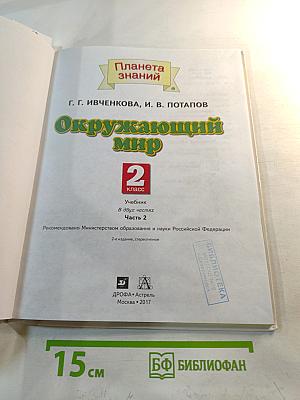 Планета
знаний
Г. Г. ИВЧЕНКОВА, И. В. ПОТАПОВ
Окружающий
мир
2
класс
Учебник
В двух частях
Часть 2
Рекомендовано Министерством образования и науки Российской Федерации
2-е издание, стереотипное
БИБЛИОТЕКА
ДРОФА • Астрель
Москва • 2017
15 см
БФ БИБЛИОФАН